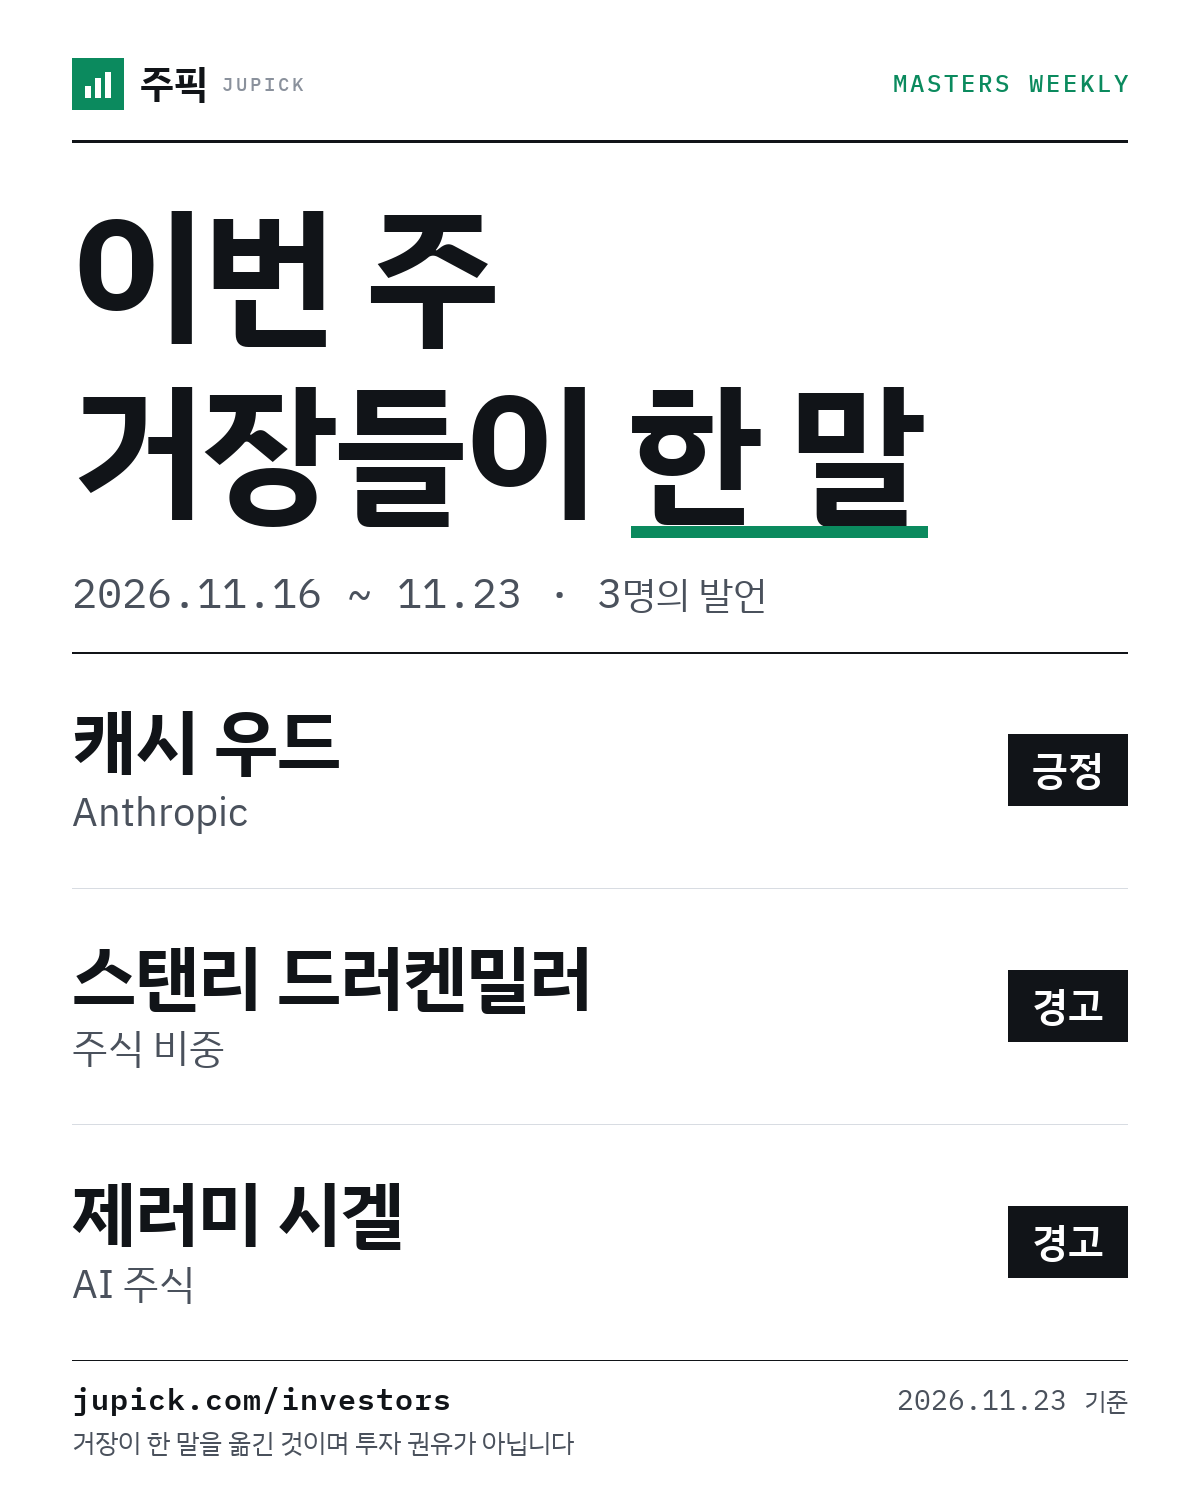 주픽 JUPICK
MASTERS WEEKLY
이번 주
거장들이 한 말
2026.11.16 ~ 11.23 · 3명의 발언
캐시 우드
긍정
Anthropic
스탠리 드러켄밀러
경고
주식 비중
제러미 시겔
경고
AI 주식
jupick.com/investors
2026.11.23 기준
거장이 한 말을 옮긴 것이며 투자 권유가 아닙니다